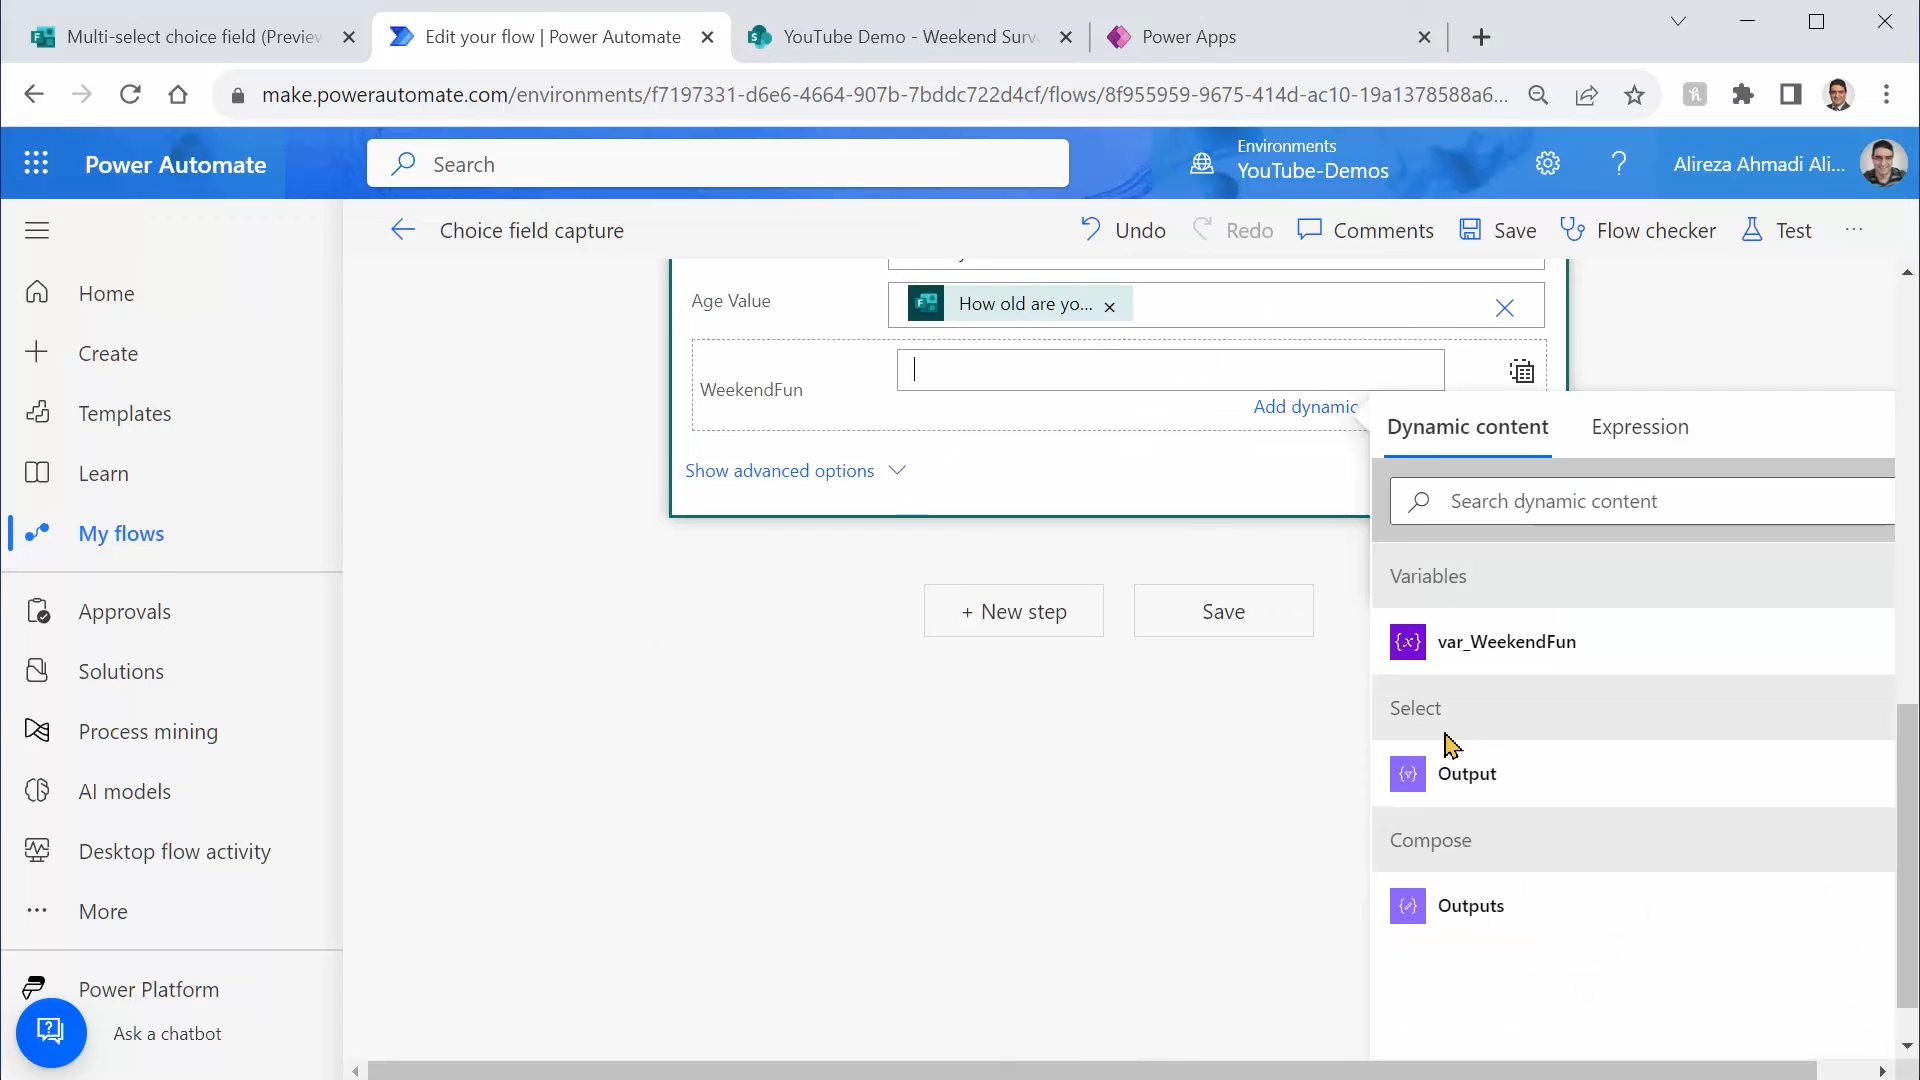 Multi-select choice field (Preview
Edit your flow | Power Automate
YouTube Demo - Weekend Surv
Power Apps
make.powerautomate.com/environments/f7197331-d6e6-4664-907b-7bddc722d4cf/flows/8f955959-9675-414d-ac10-19a1378588a6...
Power Automate
Search
Environments
YouTube-Demos
Alireza Ahmadi Ali...
Choice field capture
Undo
Redo
Comments
Save
Flow checker
Test
Home
Create
Templates
Learn
My flows
Approvals
Solutions
Process mining
AI models
Desktop flow activity
More
Power Platform
Ask a chatbot
Age Value
How old are yo...
WeekendFun
Add dynamic
Show advanced options
+ New step
Save
Dynamic content
Expression
Search dynamic content
Variables
var_WeekendFun
Select
Output
Compose
Outputs